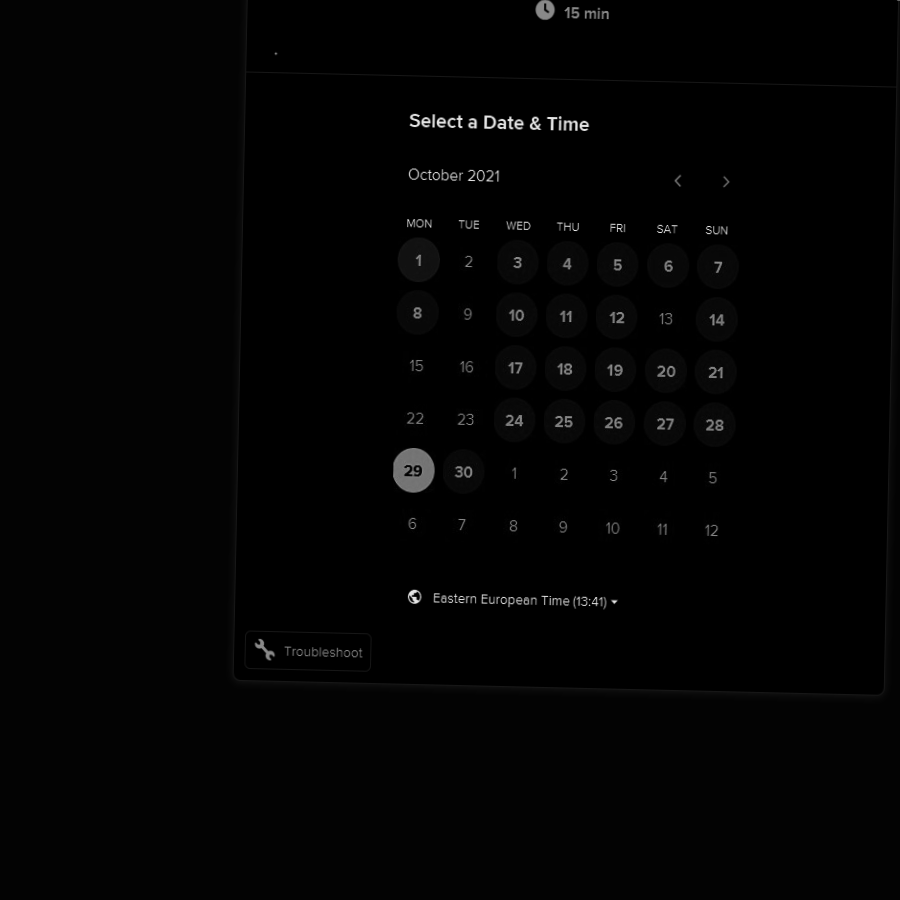 15 min
.
Select a Date & Time
October 2021
MON TUE WED THU FRI SAT SUN
1 2 3 4 5 6 7
8 9 10 11 12 13 14
15 16 17 18 19 20 21
22 23 24 25 26 27 28
29 30 1 2 3 4 5
6 7 8 9 10 11 12
Eastern European Time (13:41)
Troubleshoot